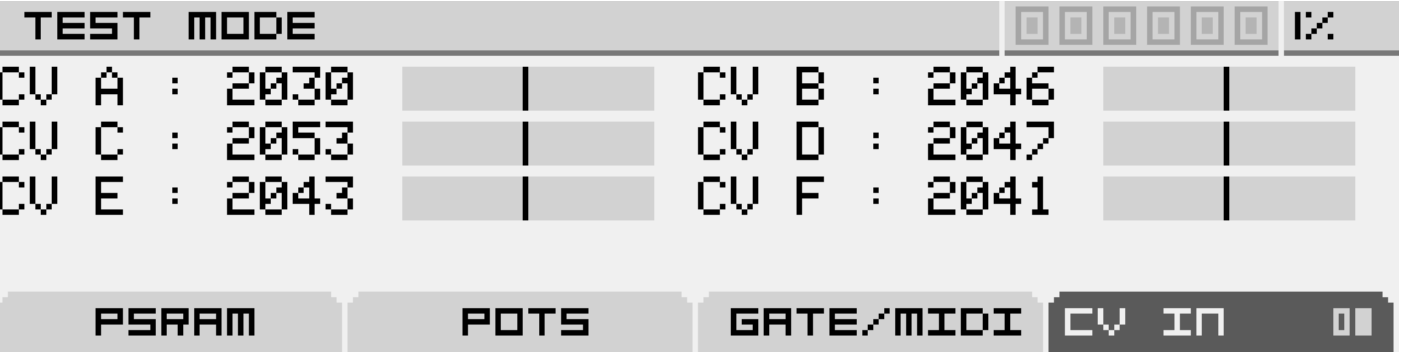 TEST MODE 1%
CV A : 2030 CV B : 2046
CV C : 2053 CV D : 2047
CV E : 2043 CV F : 2041
PSRAM POTS GATE/MIDI CV IN